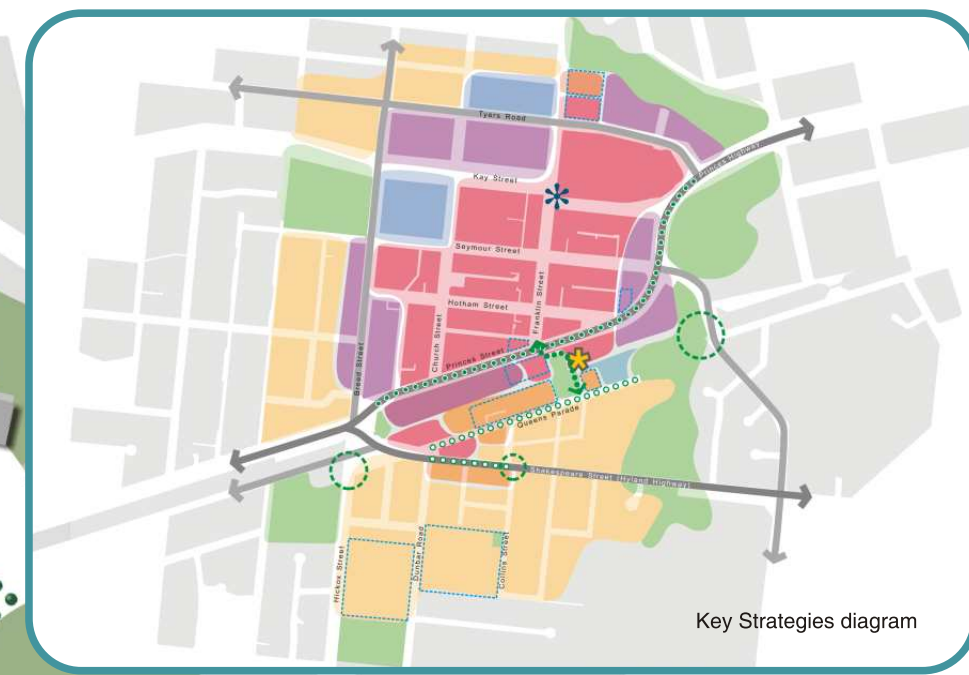 Tyers Road
Princes Highway
Kay Street
Seymour Street
Hotham Street
Franklin Street
Church Street
Breed Street
Princes Street
Queens Parade
Shakespeare Street (Hyland Highway)
Hickox Street
Dunbar Road
Collins Street
Key Strategies diagram